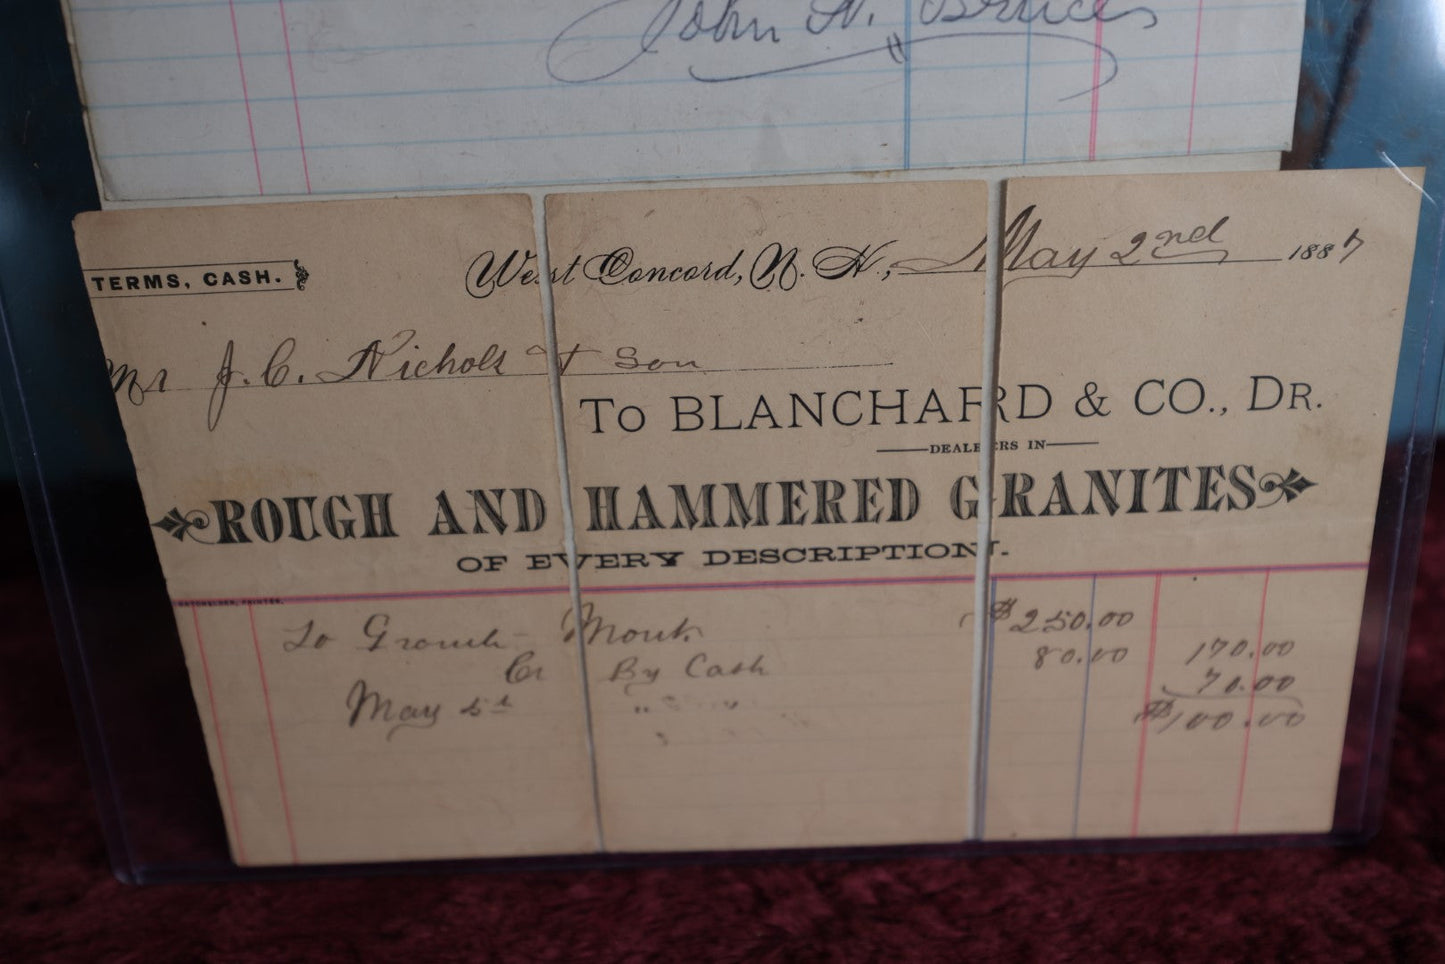 John N.
TERMS, CASH.
West Concord, N. H., May 2nd 1887
Mr J. C. Nichols & Son
To BLANCHARD & CO., DR.
DEALERS IN
ROUGH AND HAMMERED GRANITES
OF EVERY DESCRIPTION.
PRINTER.
To Granite Mont $250.00
Cr By Cash 80.00 170.00
May 5th " 70.00
$100.00